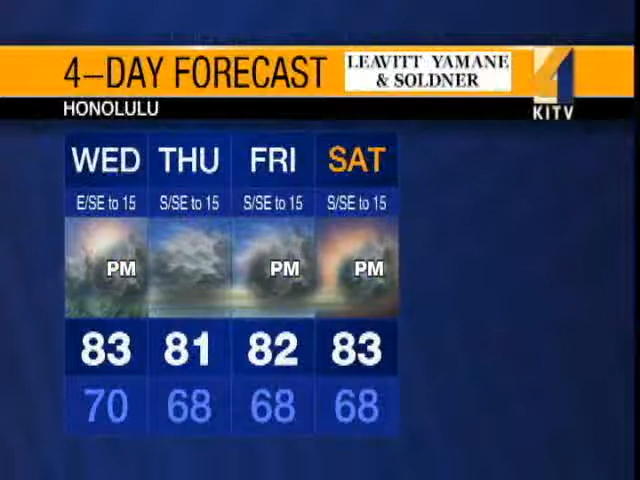 4-DAY FORECAST
LEAVITT YAMANE
& SOLDNER
4
KITV
HONOLULU
WED THU FRI SAT
E/SE to 15 S/SE to 15 S/SE to 15 S/SE to 15
PM PM PM
83 81 82 83
70 68 68 68